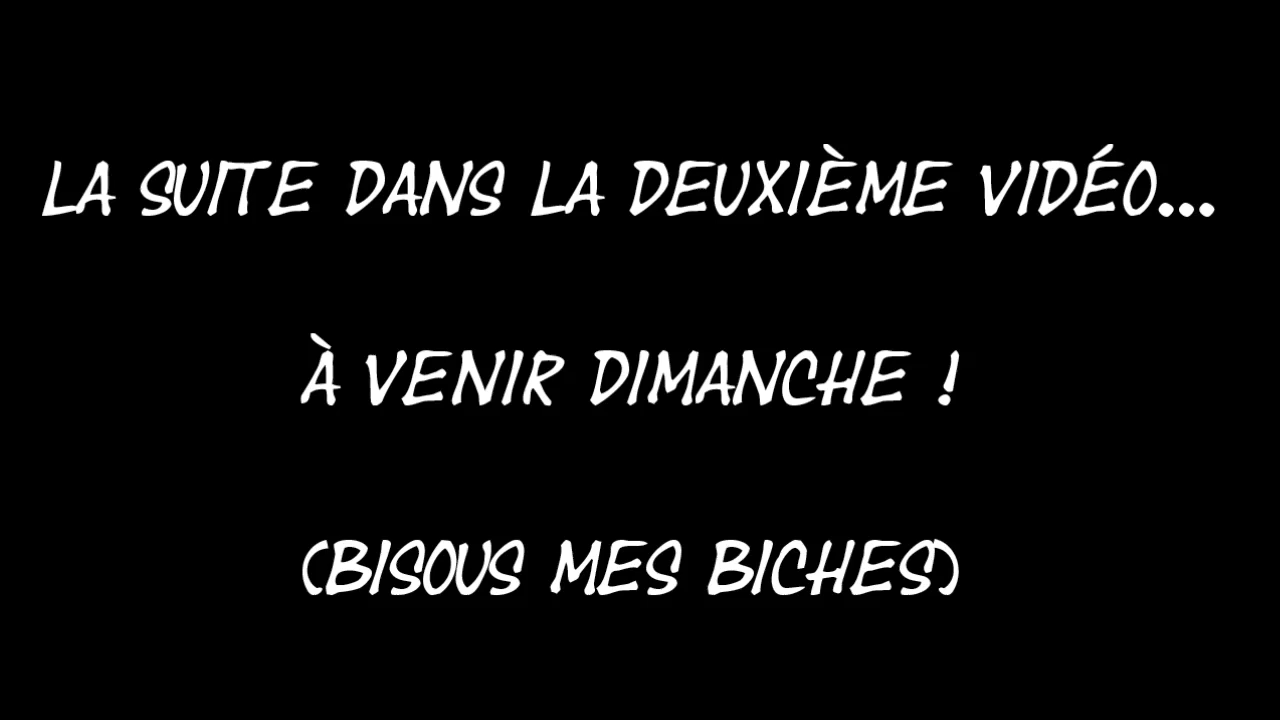 LA SUITE DANS LA DEUXIÈME VIDÉO...
À VENIR DIMANCHE !
(BISOUS MES BICHES)